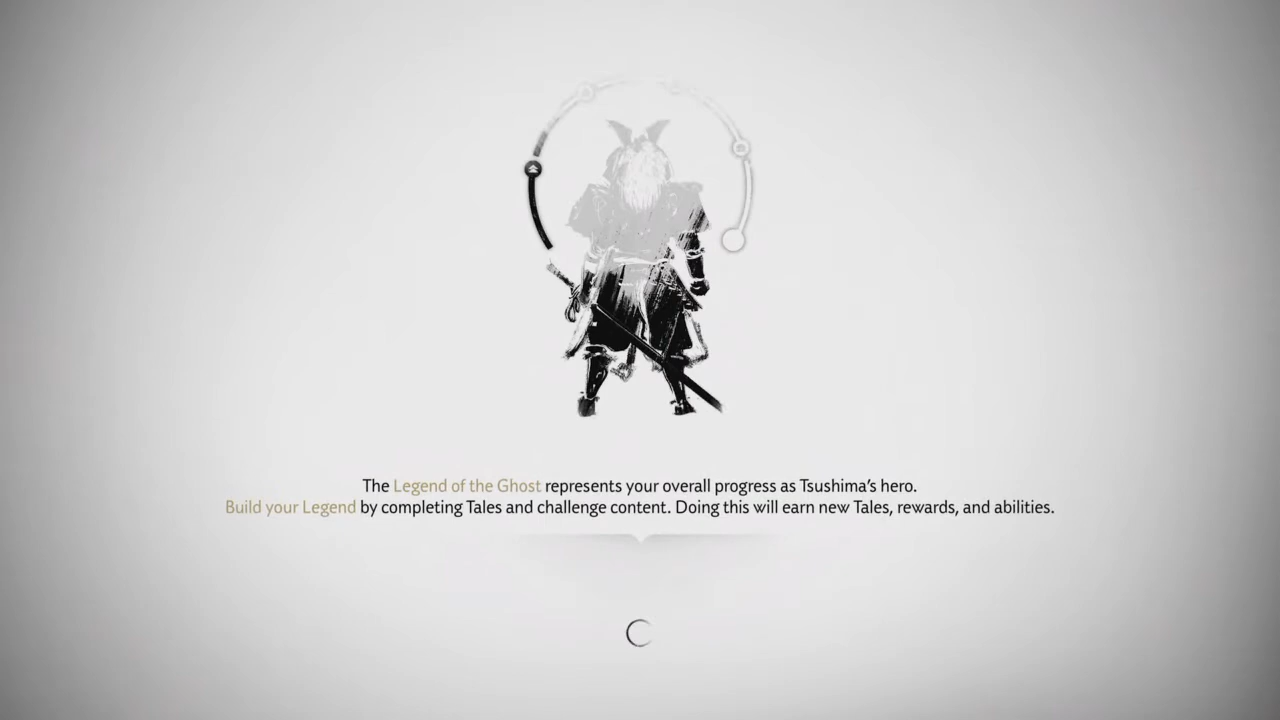 The Legend of the Ghost represents your overall progress as Tsushima's hero.
Build your Legend by completing Tales and challenge content. Doing this will earn new Tales, rewards, and abilities.